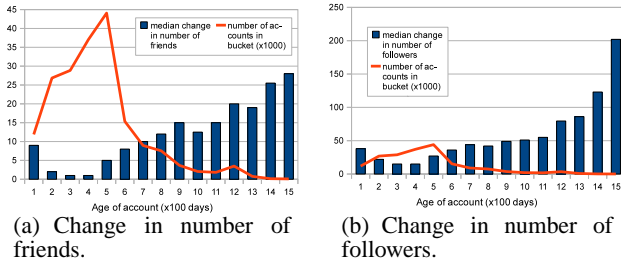 45
40
35
30
25
20
15
10
5
0
median change
in number of
friends
number of ac-
counts in
bucket (x1000)
1 2 3 4 5 6 7 8 9 10 11 12 13 14 15
Age of account (x100 days)
(a) Change in number of
friends.
250
200
150
100
50
0
median change
in number of
followers
number of ac-
counts in
bucket (x1000)
1 2 3 4 5 6 7 8 9 10 11 12 13 14 15
Age of account (x100 days)
(b) Change in number of
followers.